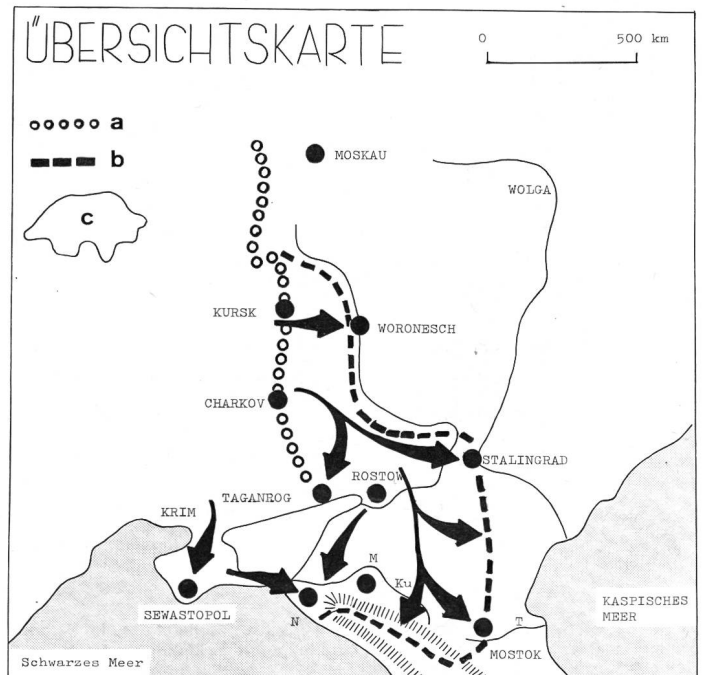 ÜBERSICHTSKARTE
0 500 km
a
b
c
MOSKAU
WOLGA
KURSK
WORONESCH
CHARKOV
STALINGRAD
ROSTOW
TAGANROG
KRIM
M
Ku
KASPISCHES
MEER
SEWASTOPOL
N
T
MOSTOK
Schwarzes Meer